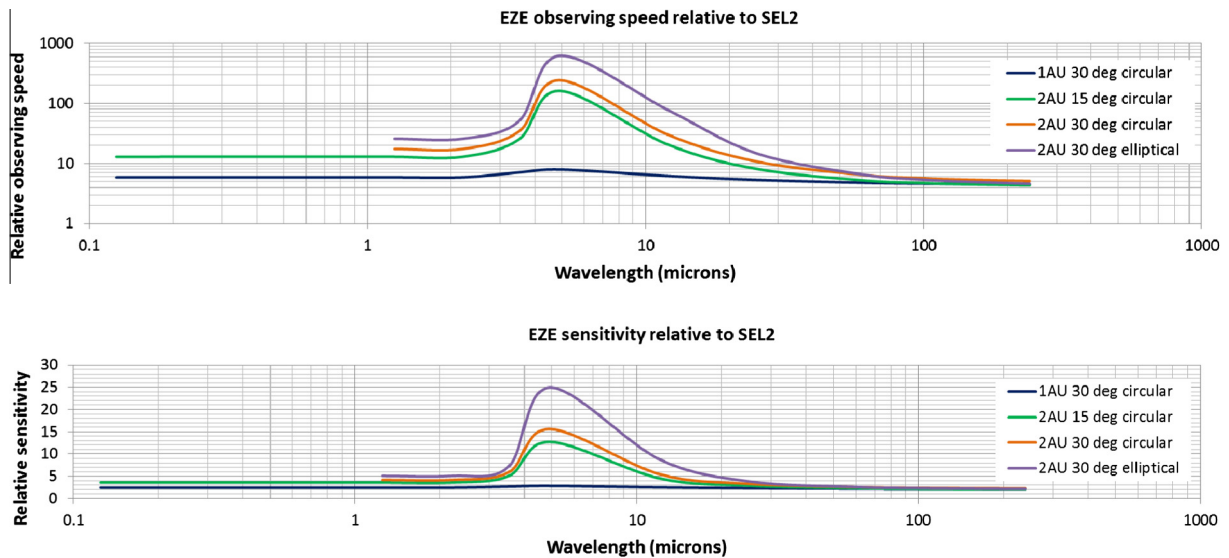 EZE observing speed relative to SEL2
Relative observing speed
1000
100
10
1
0.1
1
10
100
1000
Wavelength (microns)
1AU 30 deg circular
2AU 15 deg circular
2AU 30 deg circular
2AU 30 deg elliptical
EZE sensitivity relative to SEL2
Relative sensitivity
30
25
20
15
10
5
0
0.1
1
10
100
1000
Wavelength (microns)
1AU 30 deg circular
2AU 15 deg circular
2AU 30 deg circular
2AU 30 deg elliptical